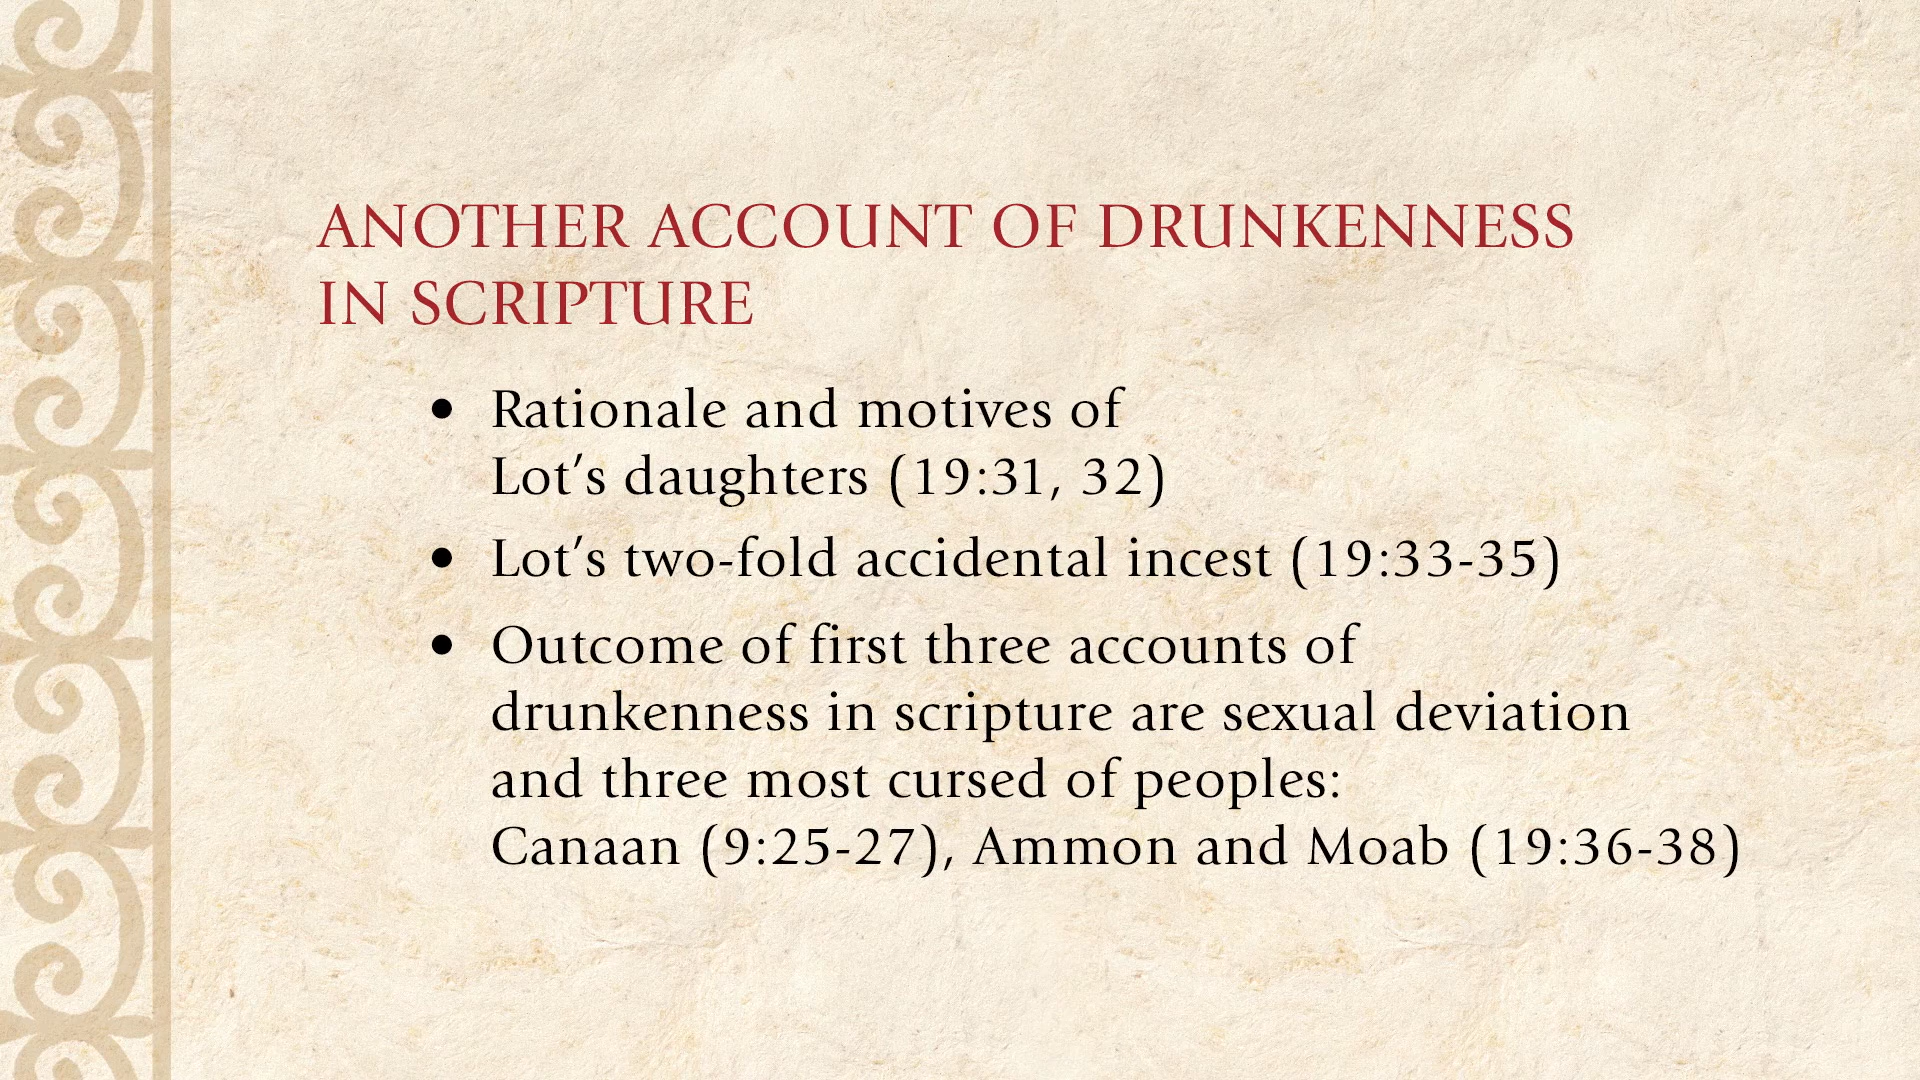 ANOTHER ACCOUNT OF DRUNKENNESS
IN SCRIPTURE
• Rationale and motives of
Lot’s daughters (19:31, 32)
• Lot’s two-fold accidental incest (19:33-35)
• Outcome of first three accounts of
drunkenness in scripture are sexual deviation
and three most cursed of peoples:
Canaan (9:25-27), Ammon and Moab (19:36-38)